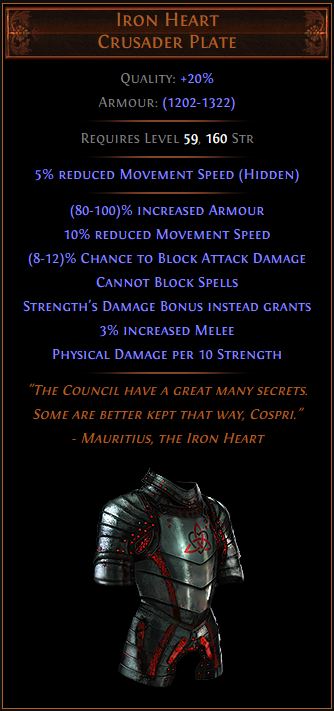 Iron Heart
Crusader Plate
Quality: +20%
Armour: (1202-1322)
Requires Level 59, 160 Str
5% reduced Movement Speed (Hidden)
(80-100)% increased Armour
10% reduced Movement Speed
(8-12)% Chance to Block Attack Damage
Cannot Block Spells
Strength's Damage Bonus instead grants
3% increased Melee
Physical Damage per 10 Strength
"The Council have a great many secrets.
Some are better kept that way, Cospri."
- Mauritius, the Iron Heart